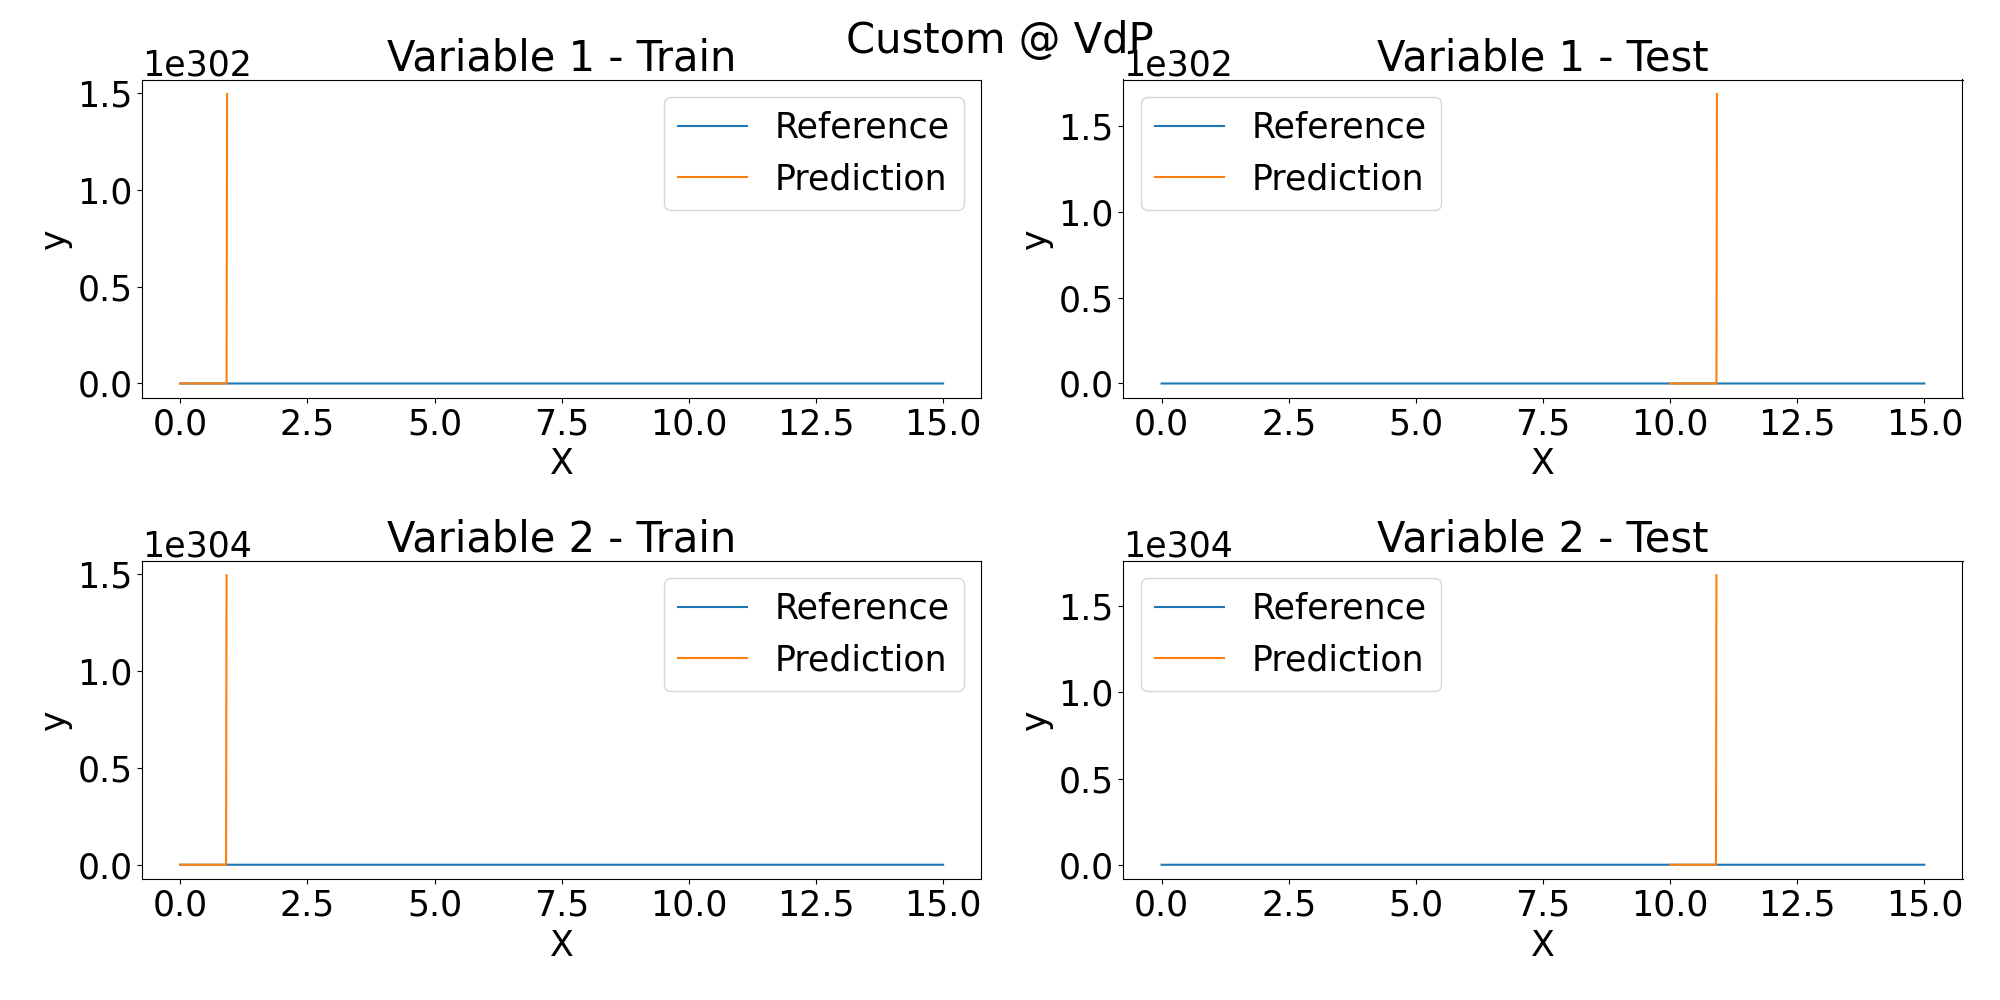 Custom @ VdP
Variable 1 - Train
1e302
1.5
1.0
0.5
0.0
y
Reference
Prediction
0.0 2.5 5.0 7.5 10.0 12.5 15.0
X
Variable 1 - Test
1e302
1.5
1.0
0.5
0.0
y
Reference
Prediction
0.0 2.5 5.0 7.5 10.0 12.5 15.0
X
Variable 2 - Train
1e304
1.5
1.0
0.5
0.0
y
Reference
Prediction
0.0 2.5 5.0 7.5 10.0 12.5 15.0
X
Variable 2 - Test
1e304
1.5
1.0
0.5
0.0
y
Reference
Prediction
0.0 2.5 5.0 7.5 10.0 12.5 15.0
X